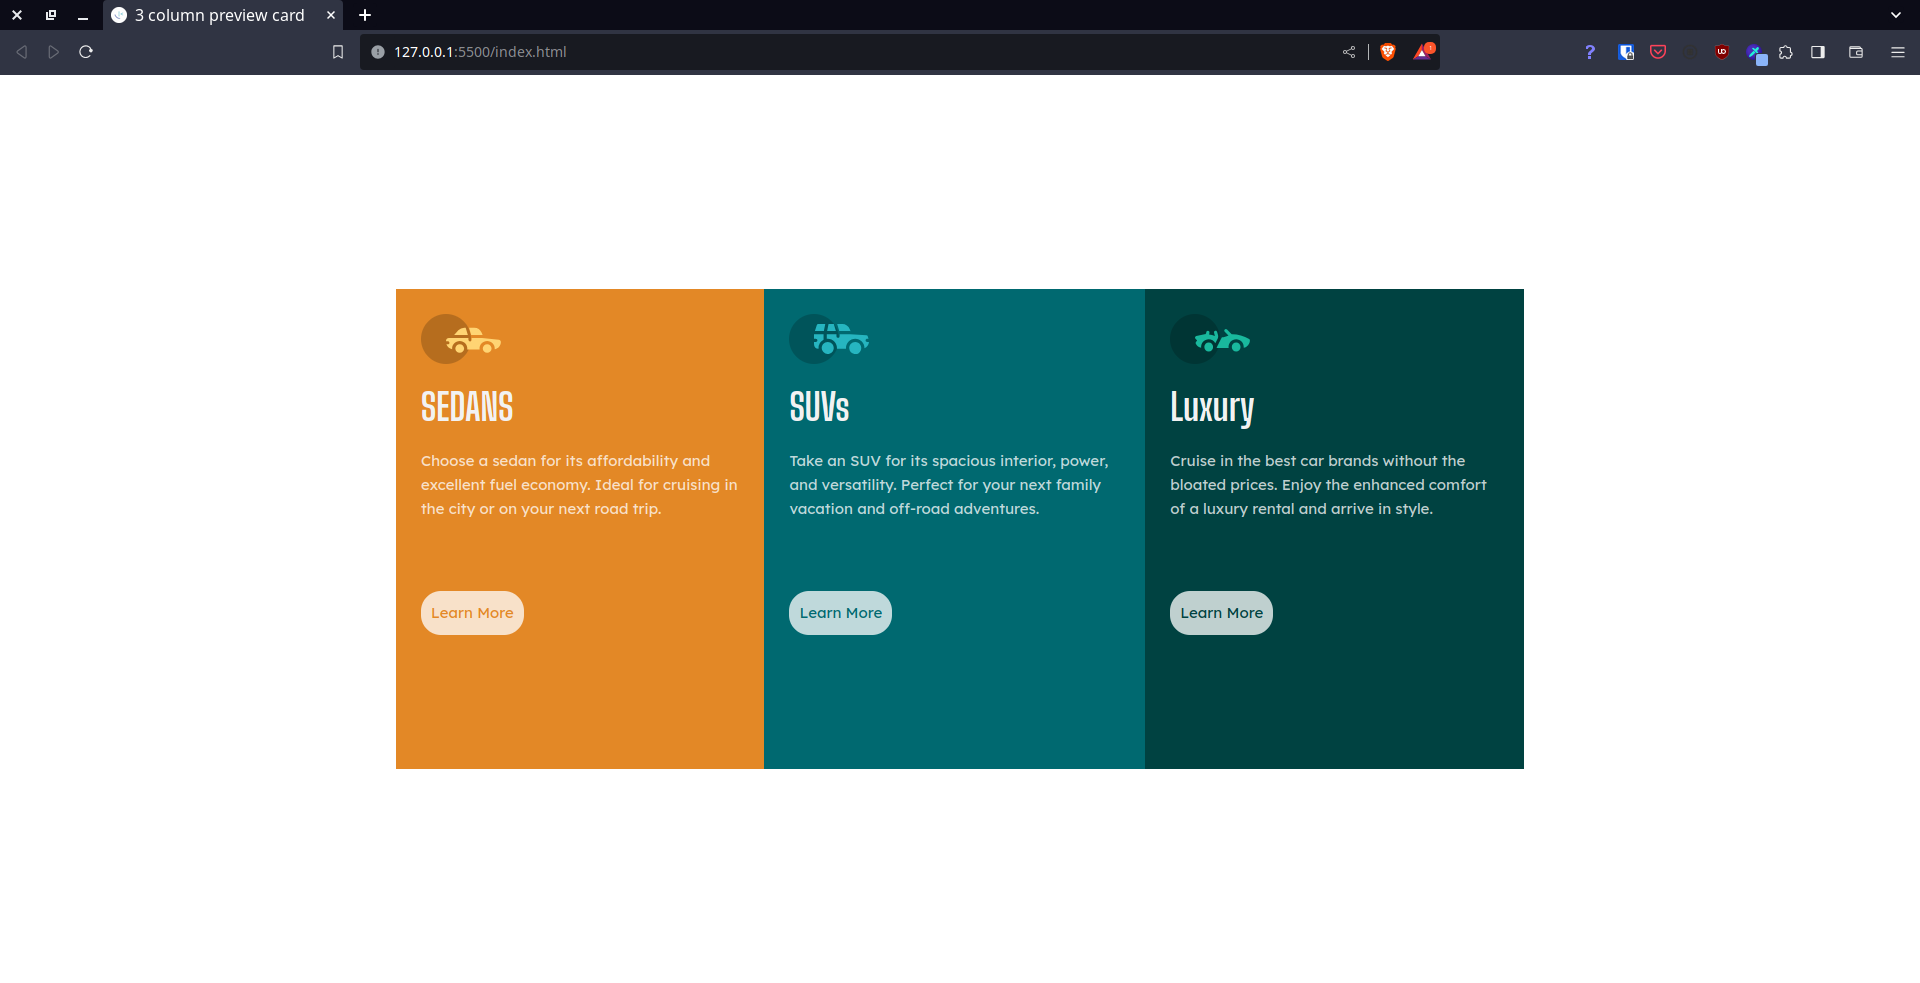 3 column preview card
127.0.0.1:5500/index.html
SEDANS
Choose a sedan for its affordability and
excellent fuel economy. Ideal for cruising in
the city or on your next road trip.
Learn More
SUVs
Take an SUV for its spacious interior, power,
and versatility. Perfect for your next family
vacation and off-road adventures.
Learn More
Luxury
Cruise in the best car brands without the
bloated prices. Enjoy the enhanced comfort
of a luxury rental and arrive in style.
Learn More